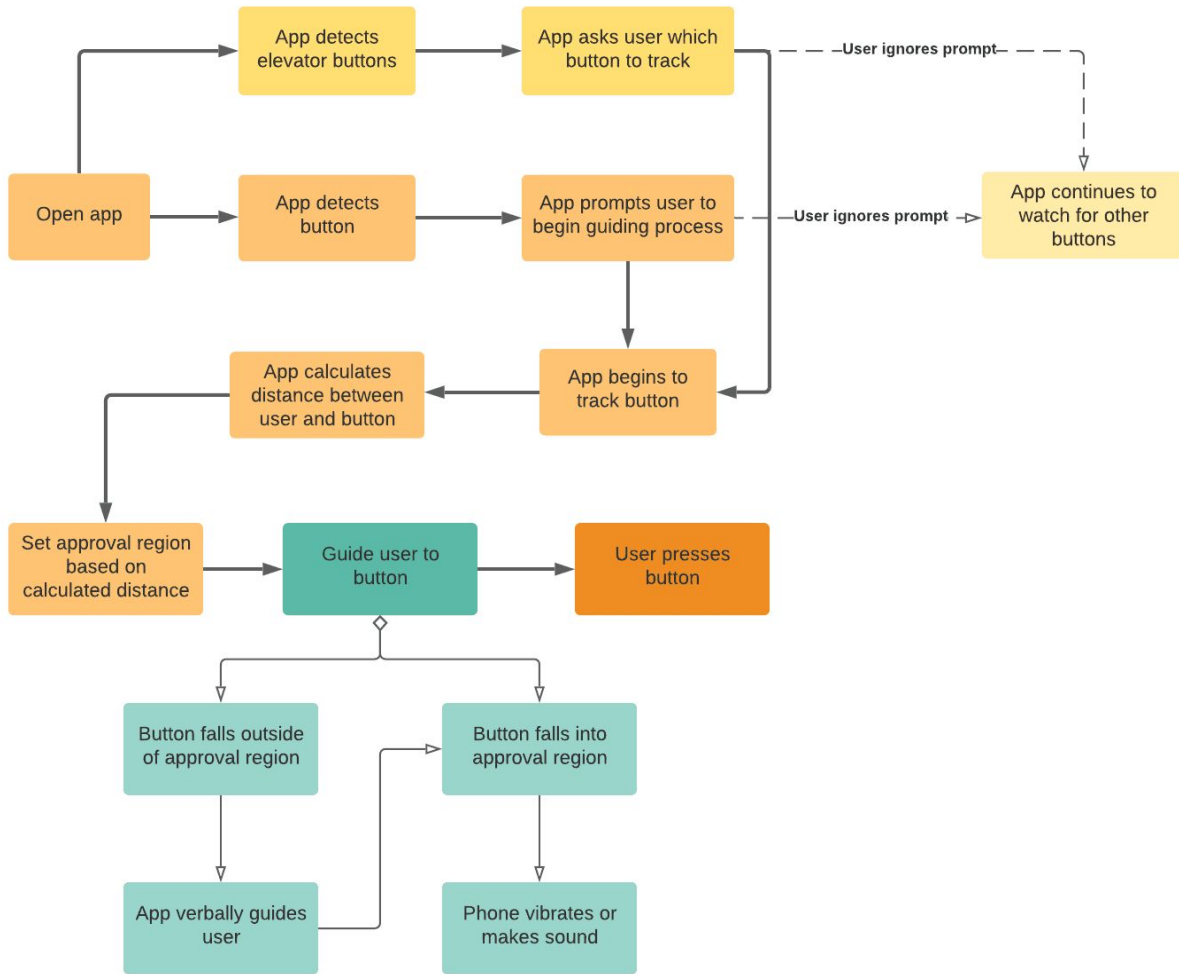 App detects
elevator buttons
App asks user which
button to track
User ignores prompt
Open app
App detects
button
App prompts user to
begin guiding process
User ignores prompt
App continues to
watch for other
buttons
App calculates
distance between
user and button
App begins to
track button
Set approval region
based on
calculated distance
Guide user to
button
User presses
button
Button falls outside
of approval region
Button falls into
approval region
App verbally guides
user
Phone vibrates or
makes sound